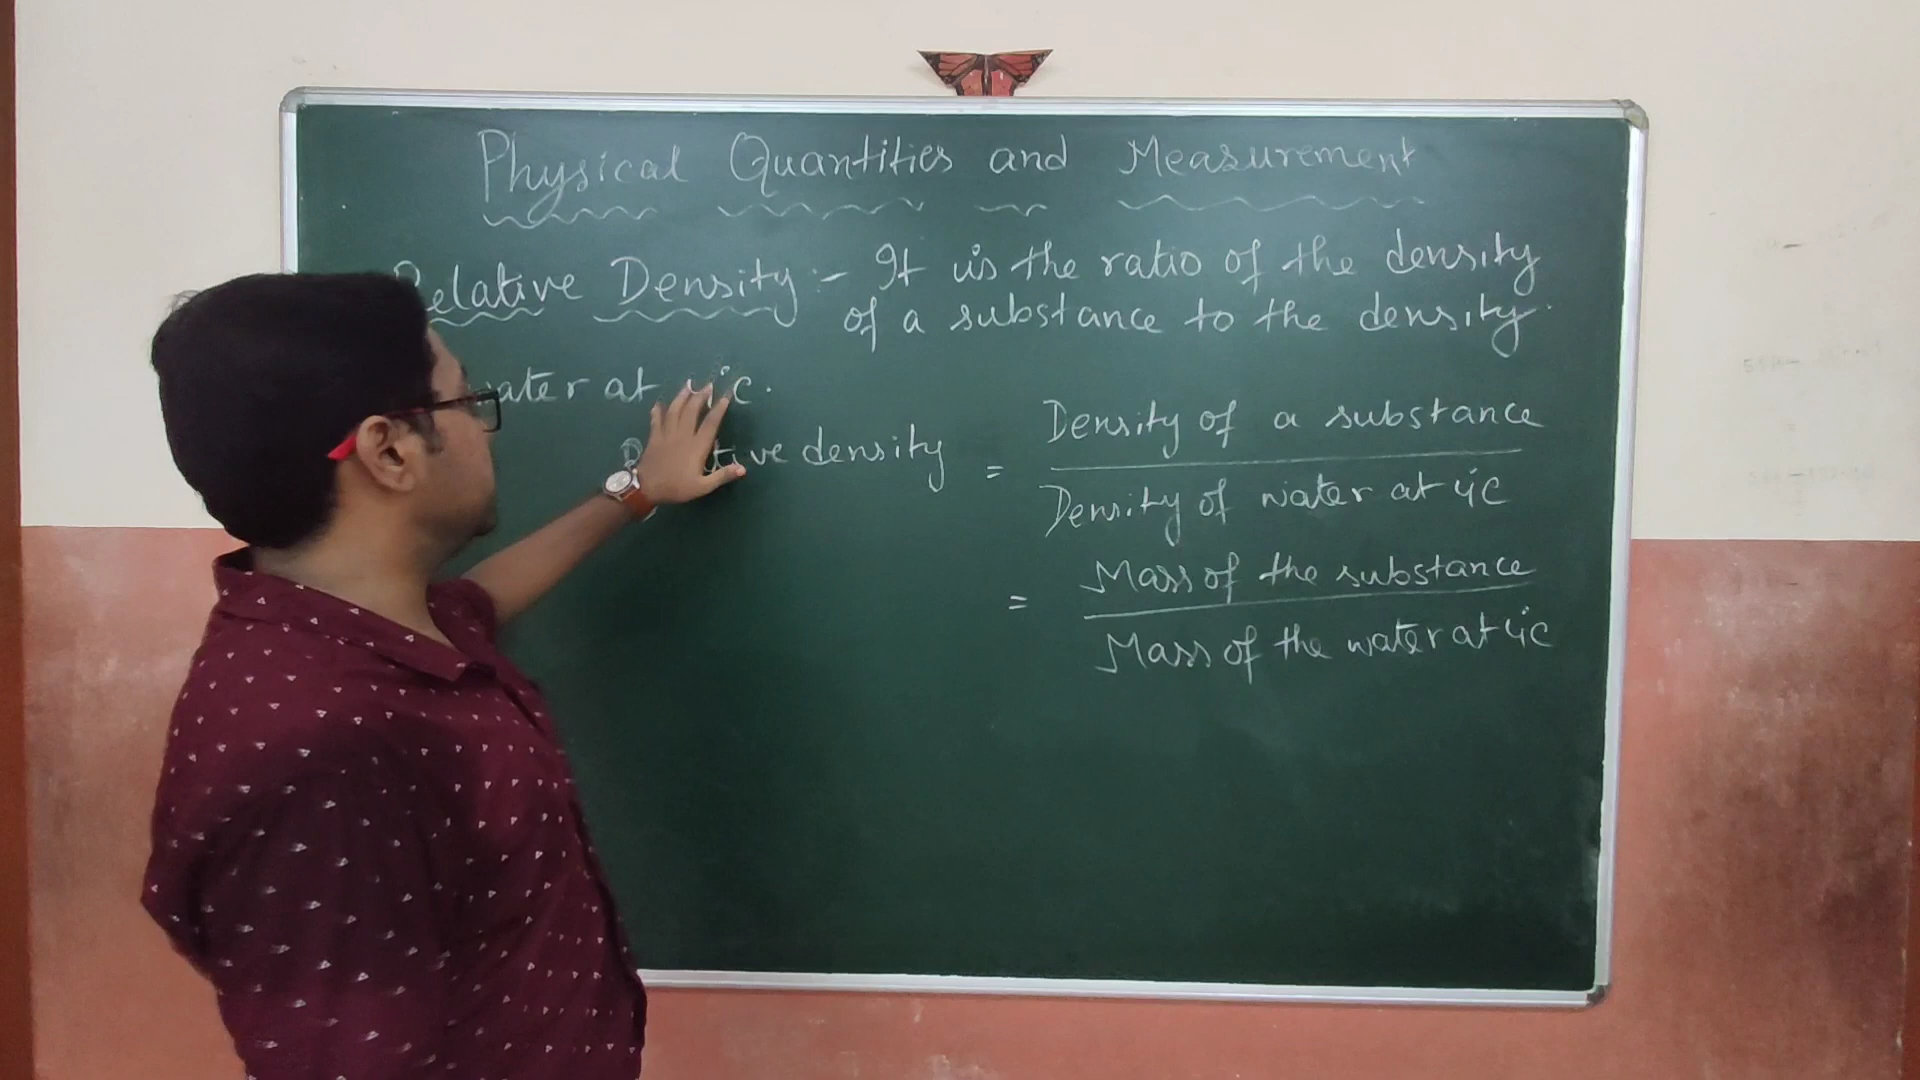 Physical Quantities and Measurement
Relative Density :- It is the ratio of the density
of a substance to the density
water at 4°c.
Relative density = Density of a substance
Density of water at 4°C
= Mass of the substance
Mass of the water at 4°C